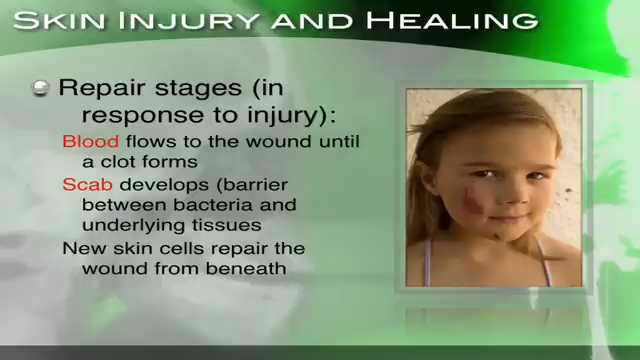 Skin Injury and Healing
Repair stages (in
response to injury):
Blood flows to the wound until
a clot forms
Scab develops (barrier
between bacteria and
underlying tissues
New skin cells repair the
wound from beneath